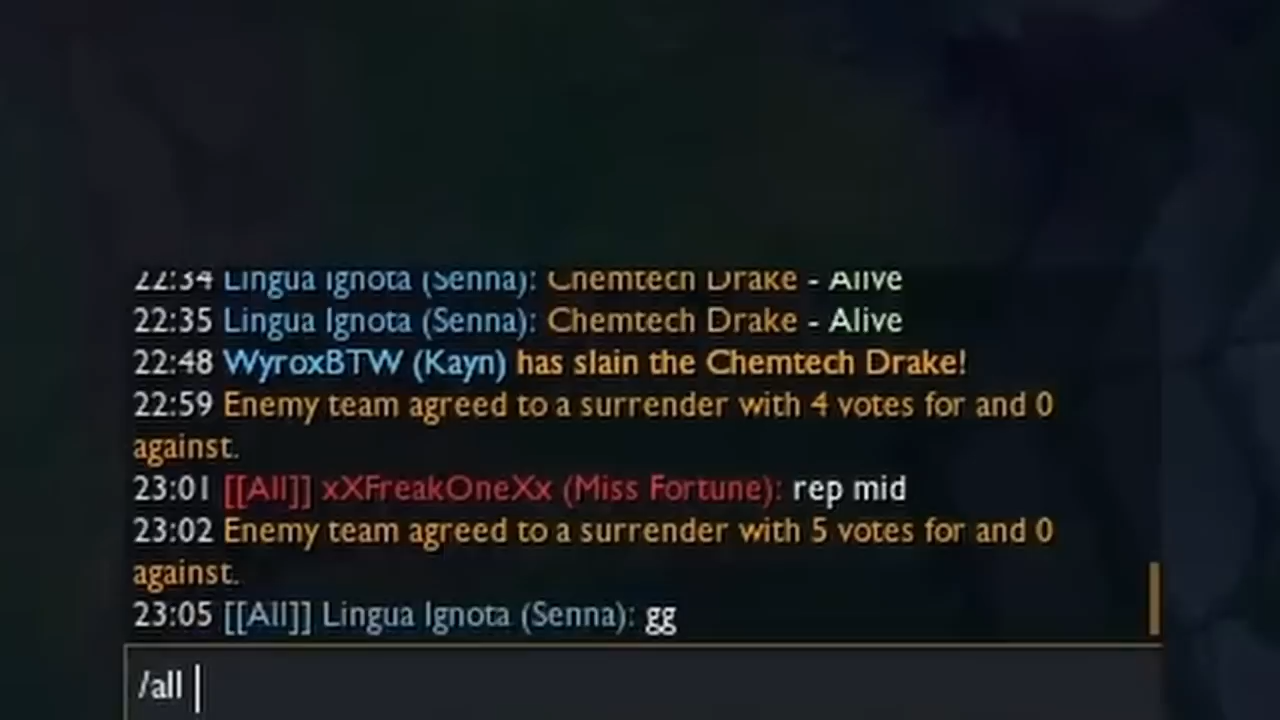 22:34 Lingua Ignota (Senna): Chemtech Drake - Alive
22:35 Lingua Ignota (Senna): Chemtech Drake - Alive
22:48 WyroxBTW (Kayn) has slain the Chemtech Drake!
22:59 Enemy team agreed to a surrender with 4 votes for and 0
against.
23:01 [[All]] xXFreakOneXx (Miss Fortune): rep mid
23:02 Enemy team agreed to a surrender with 5 votes for and 0
against.
23:05 [[All]] Lingua Ignota (Senna): gg
/all